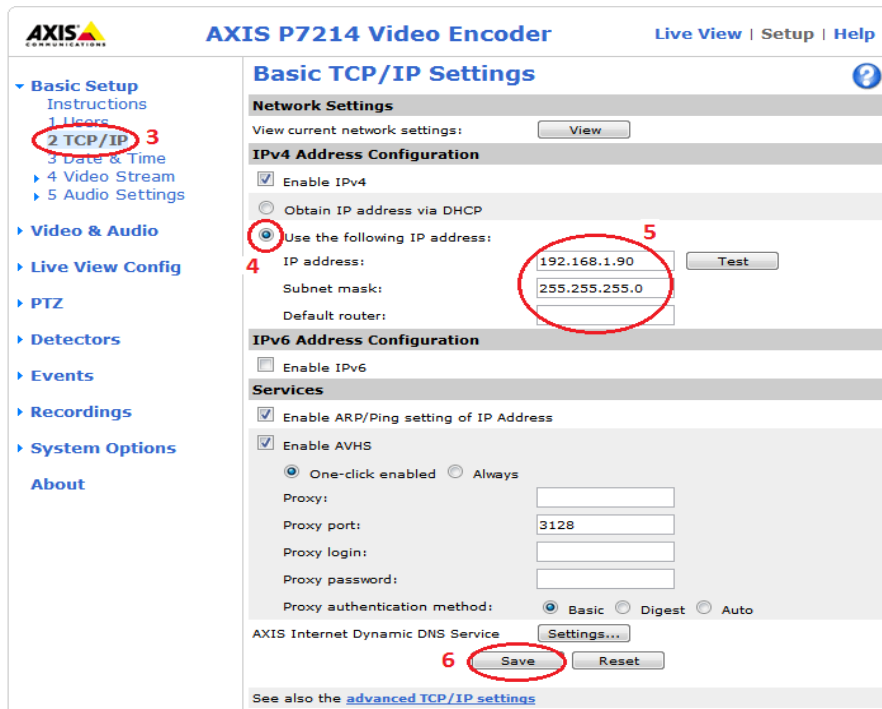 AXIS
COMMUNICATIONS
AXIS P7214 Video Encoder
Live View | Setup | Help
Basic Setup
Instructions
1 Users
2 TCP/IP 3
3 Date & Time
4 Video Stream
5 Audio Settings
Video & Audio
Live View Config
PTZ
Detectors
Events
Recordings
System Options
About
Basic TCP/IP Settings ?
Network Settings
View current network settings: View
IPv4 Address Configuration
Enable IPv4
Obtain IP address via DHCP
Use the following IP address: 5
4 IP address: 192.168.1.90 Test
Subnet mask: 255.255.255.0
Default router:
IPv6 Address Configuration
Enable IPv6
Services
Enable ARP/Ping setting of IP Address
Enable AVHS
One-click enabled Always
Proxy:
Proxy port: 3128
Proxy login:
Proxy password:
Proxy authentication method: Basic Digest Auto
AXIS Internet Dynamic DNS Service Settings...
6 Save Reset
See also the advanced TCP/IP settings